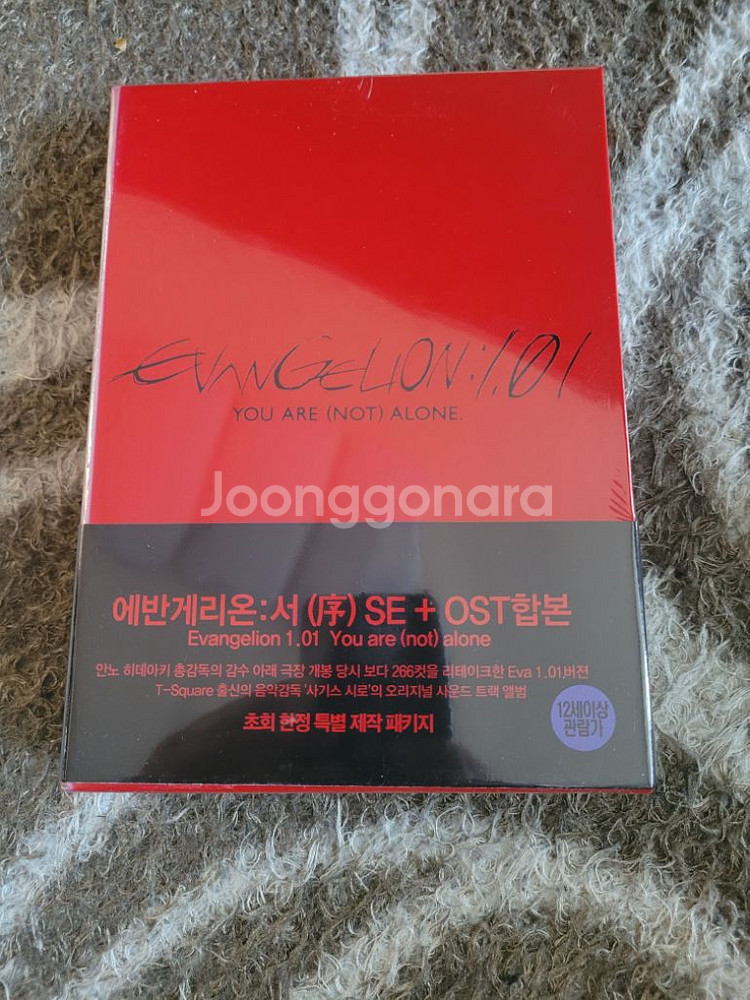 EVANGELION:1.01
YOU ARE (NOT) ALONE.
Joonggonara
에반게리온:서 (序) SE + OST합본
Evangelion 1.01 You are (not) alone
안노 히데아키 총감독의 감수 아래 극장 개봉 당시 보다 266컷을 리테이크한 Eva 1.01버젼
T-Square 출신의 음악감독 '사기스 시로'의 오리지널 사운드 트랙 앨범
초회 한정 특별 제작 패키지
12세이상
관람가